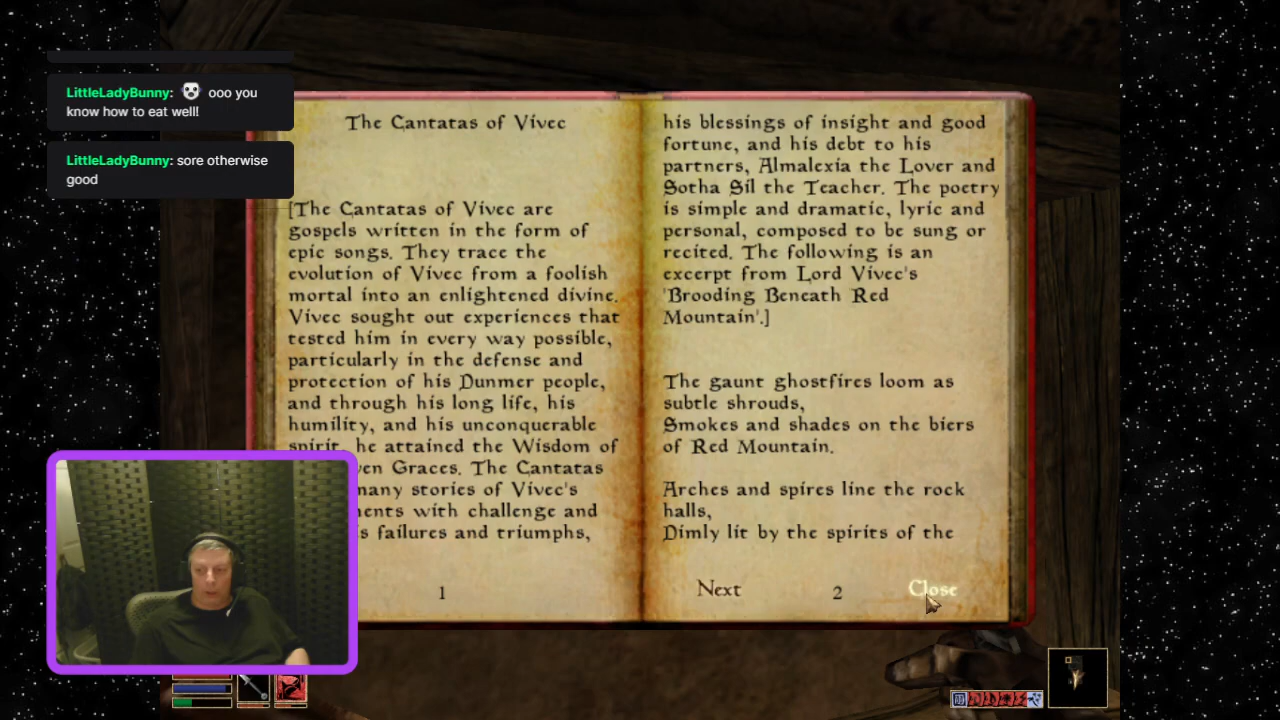 LittleLadyBunny: ooo you
know how to eat well!
LittleLadyBunny: sore otherwise
good
The Cantatas of Vivec
[The Cantatas of Vivec are
gospels written in the form of
epic songs. They trace the
evolution of Vivec from a foolish
mortal into an enlightened divine.
Vivec sought out experiences that
tested him in every way possible,
particularly in the defense and
protection of his Dunmer people,
and through his long life, his
humility, and his unconquerable
spirit, he attained the Wisdom of
Graces. The Cantatas
many stories of Vivec's
with challenge and
failures and triumphs,
1
his blessings of insight and good
fortune, and his debt to his
partners, Almalexia the Lover and
Sotha Sil the Teacher. The poetry
is simple and dramatic, lyric and
personal, composed to be sung or
recited. The following is an
excerpt from Lord Vivec's
'Brooding Beneath Red
Mountain'.]
The gaunt ghostfires loom as
subtle shrouds,
Smokes and shades on the biers
of Red Mountain.
Arches and spires line the rock
halls,
Dimly lit by the spirits of the
Next
2
Close